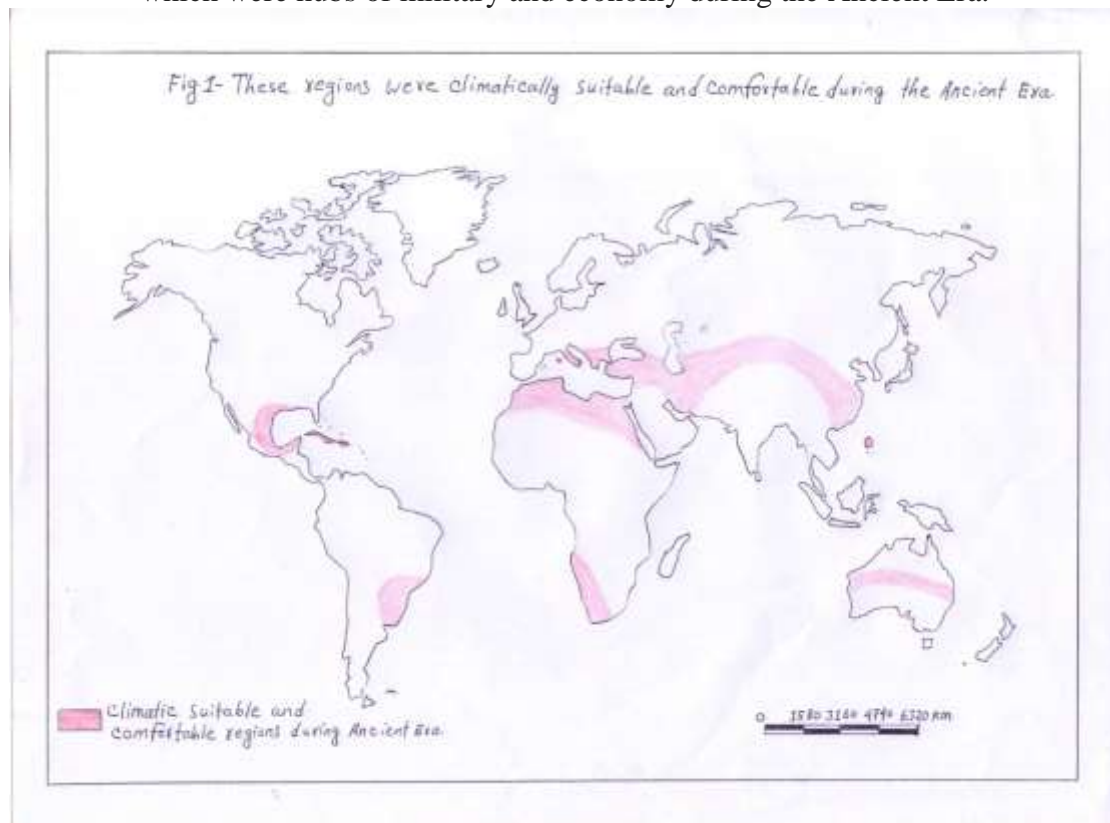 which were hubs of military and economy during the Ancient Era.
Fig 1- These regions were climatically suitable and comfortable during the Ancient Era
Climatic suitable and
comfortable regions during Ancient Era.
0 1580 3160 4740 6320 Km